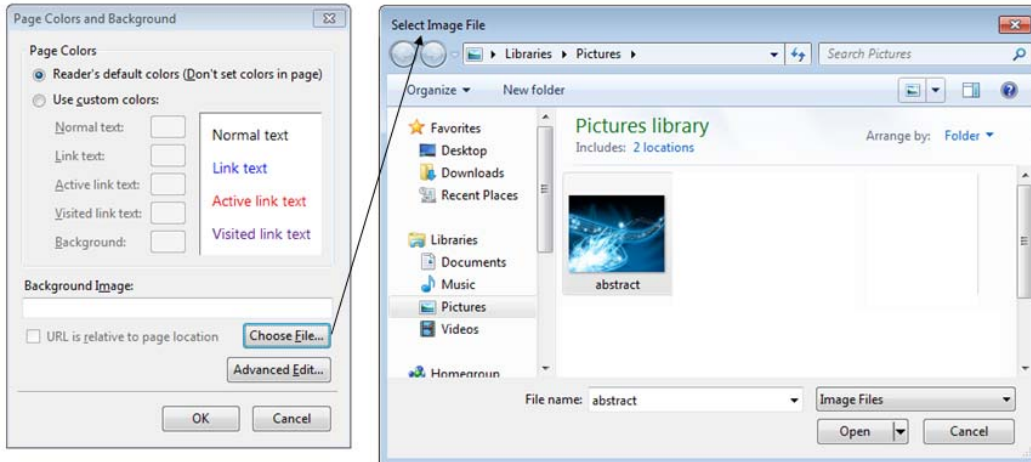 Page Colors and Background
Page Colors
Reader's default colors (Don't set colors in page)
Use custom colors:
Normal text:
Link text:
Active link text:
Visited link text:
Background:
Normal text
Link text
Active link text
Visited link text
Background Image:
URL is relative to page location
Choose File...
Advanced Edit...
OK Cancel
Select Image File
Libraries Pictures
Search Pictures
Organize New folder
Favorites
Desktop
Downloads
Recent Places
Libraries
Documents
Music
Pictures
Videos
Homegroup
Pictures library
Includes: 2 locations
Arrange by: Folder
abstract
File name: abstract
Image Files
Open Cancel